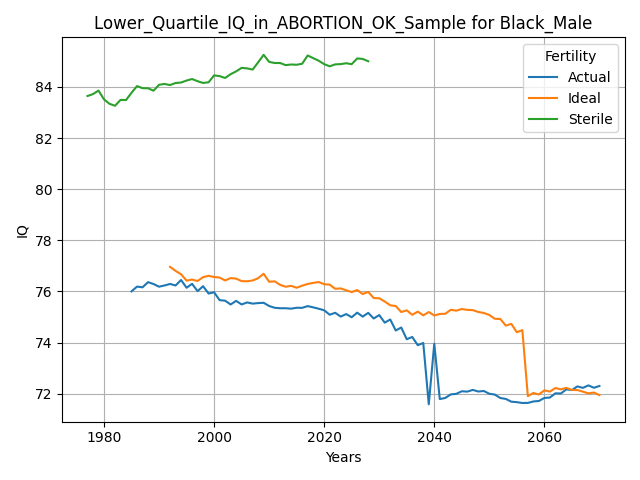 Lower_Quartile_IQ_in_ABORTION_OK_Sample for Black_Male
Fertility
Actual
Ideal
Sterile
IQ
84
82
80
78
76
74
72
1980 2000 2020 2040 2060
Years